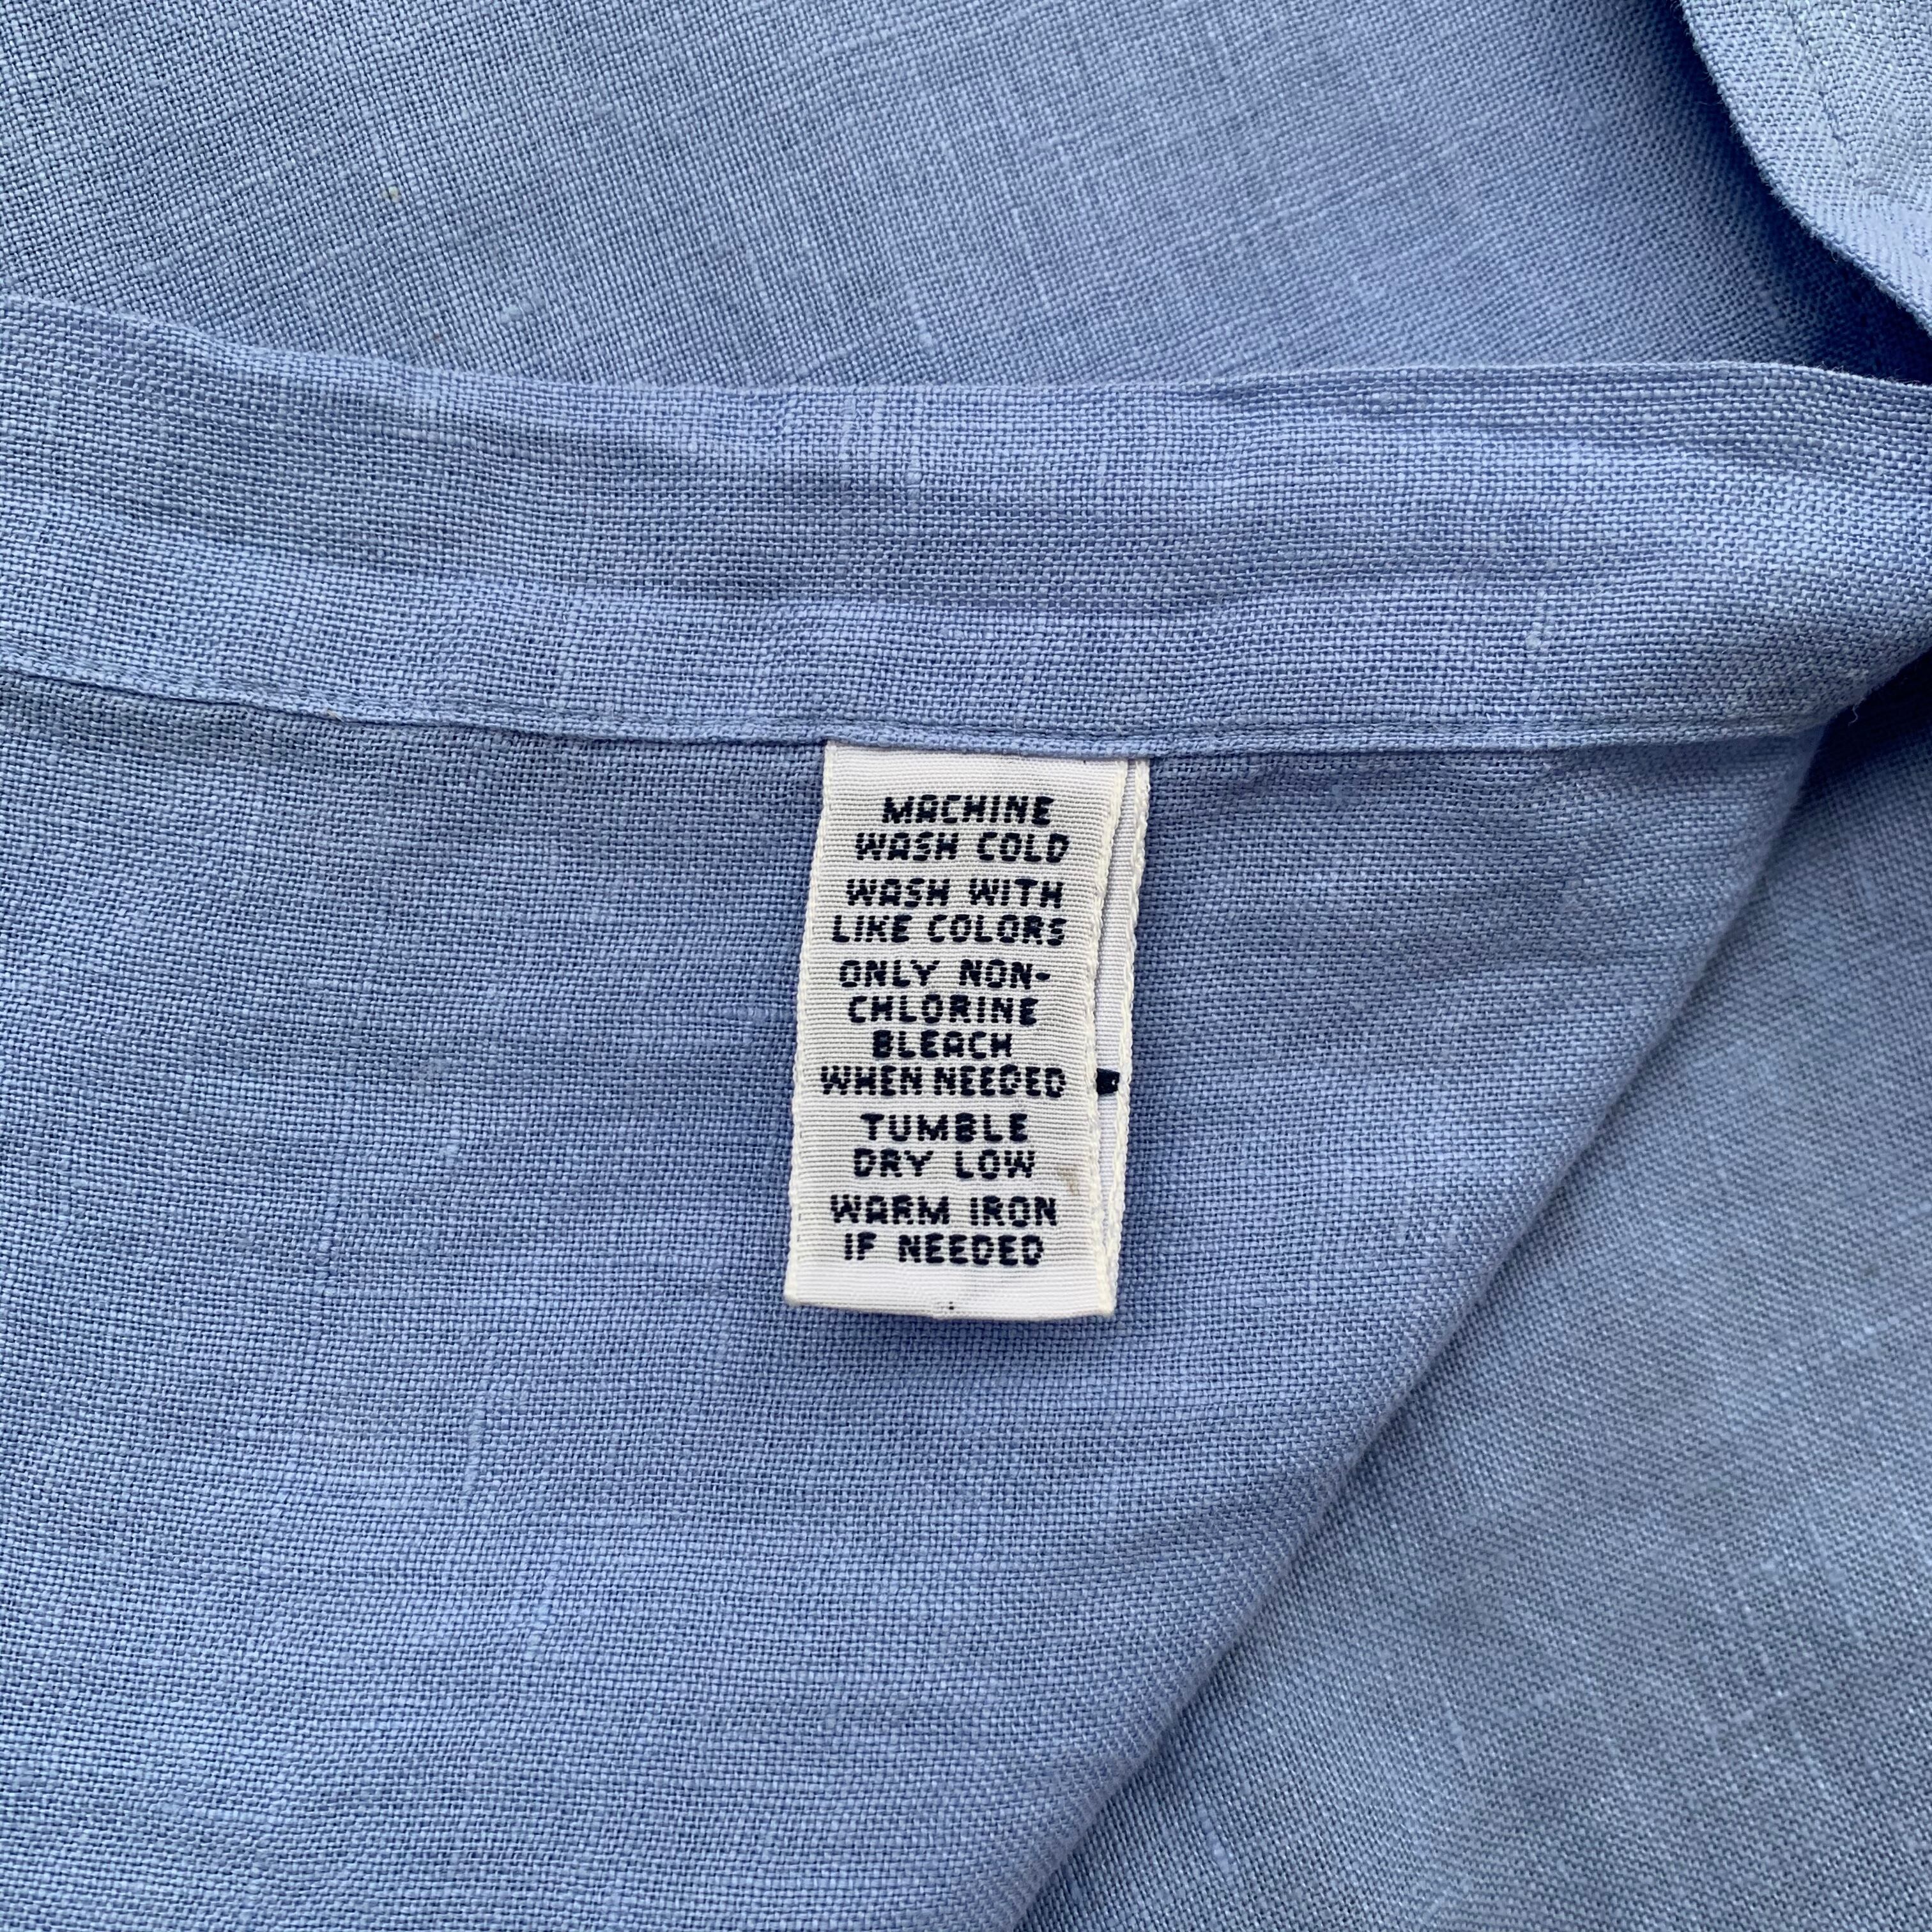 MACHINE
WASH COLD
WASH WITH
LIKE COLORS
ONLY NON-
CHLORINE
BLEACH
WHEN NEEDED
TUMBLE
DRY LOW
WARM IRON
IF NEEDED